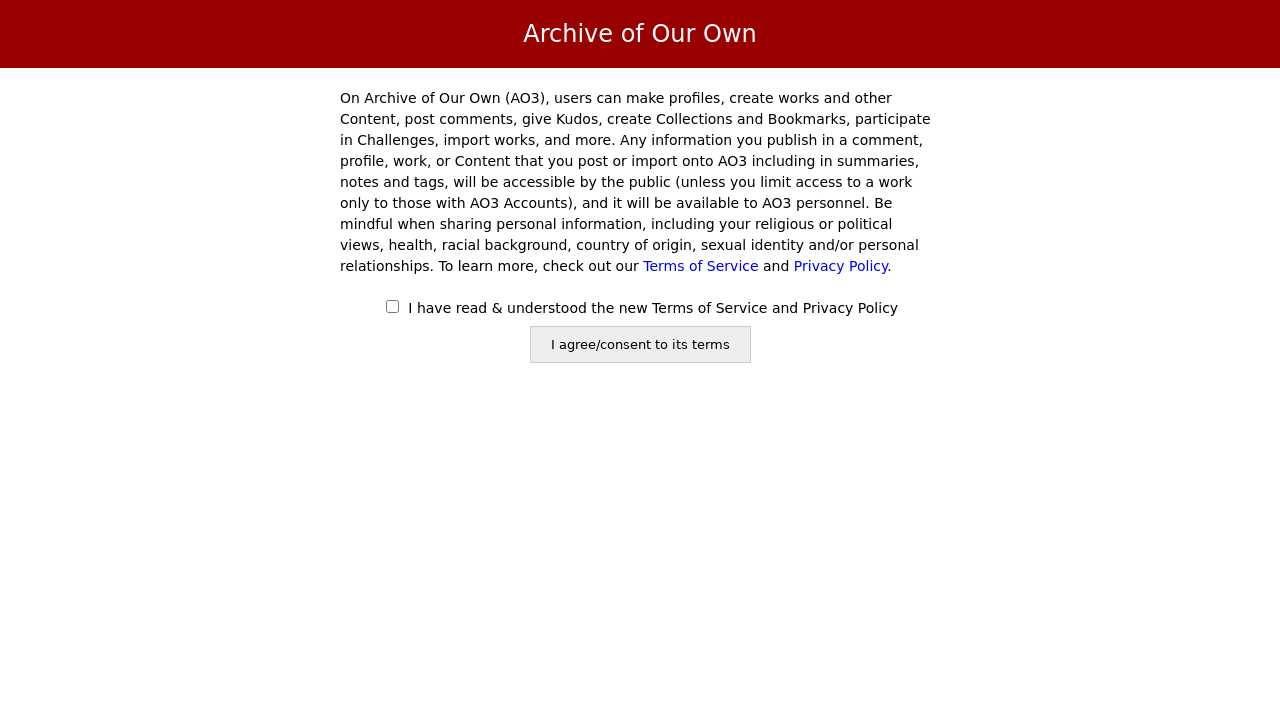 Archive of Our Own
On Archive of Our Own (AO3), users can make profiles, create works and other
Content, post comments, give Kudos, create Collections and Bookmarks, participate
in Challenges, import works, and more. Any information you publish in a comment,
profile, work, or Content that you post or import onto AO3 including in summaries,
notes and tags, will be accessible by the public (unless you limit access to a work
only to those with AO3 Accounts), and it will be available to AO3 personnel. Be
mindful when sharing personal information, including your religious or political
views, health, racial background, country of origin, sexual identity and/or personal
relationships. To learn more, check out our Terms of Service and Privacy Policy.
I have read & understood the new Terms of Service and Privacy Policy
I agree/consent to its terms